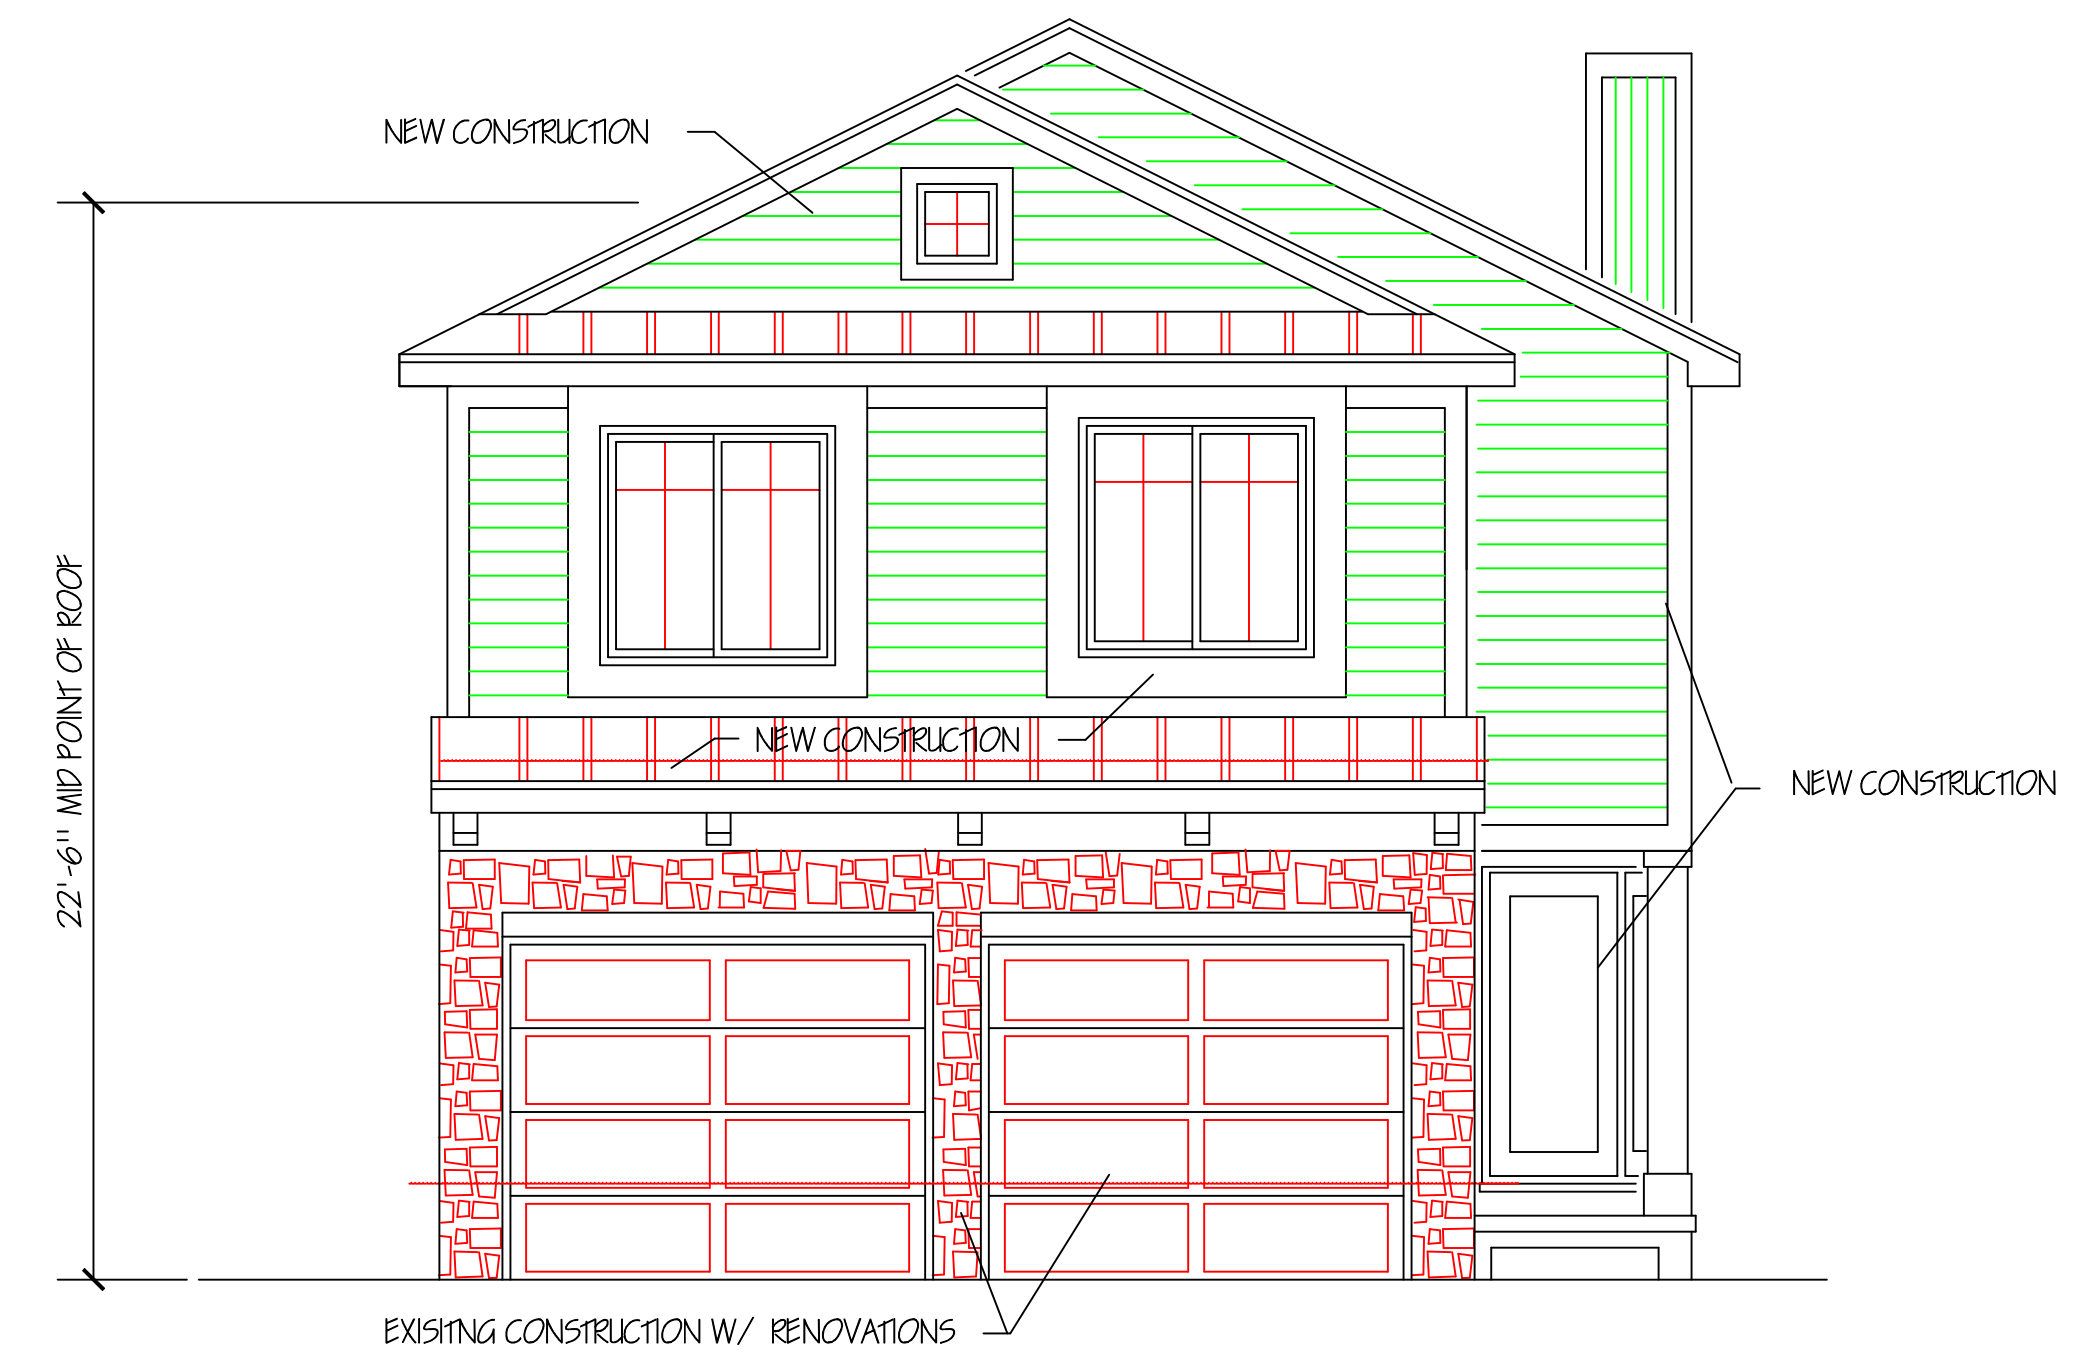 NEW CONSTRUCTION
22'-6" MID POINT OF ROOF
NEW CONSTRUCTION
NEW CONSTRUCTION
EXISITNG CONSTRUCTION W/ RENOVATIONS